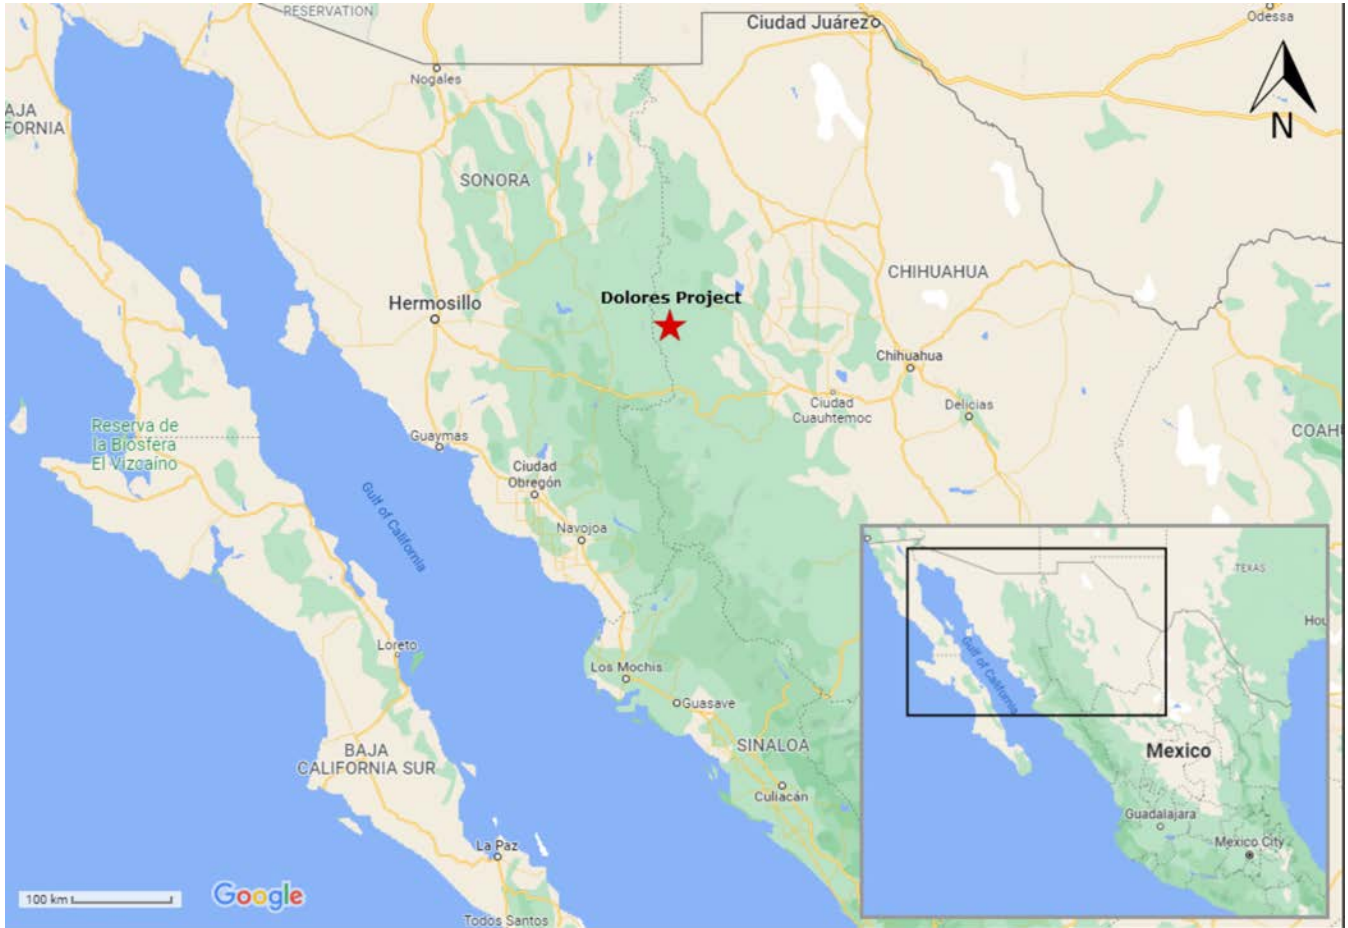 RESERVATION
Ciudad Juárez
Odessa
Nogales
AJA
FORNIA
N
SONORA
CHIHUAHUA
Dolores Project
Hermosillo
Chihuahua
Ciudad
Cuauhtemoc
Delicias
Reserva de
la Biósfera
El Vizcaíno
Guaymas
COAHU
Ciudad
Obregón
Gulf of California
Navojoa
TEXAS
Hou
Gulf of California
Loreto
Los Mochis
Guasave
BAJA
CALIFORNIA SUR
SINALOA
Mexico
Culiacán
Guadalajara
Mexico City
La Paz
100 km
Google
Todos Santos